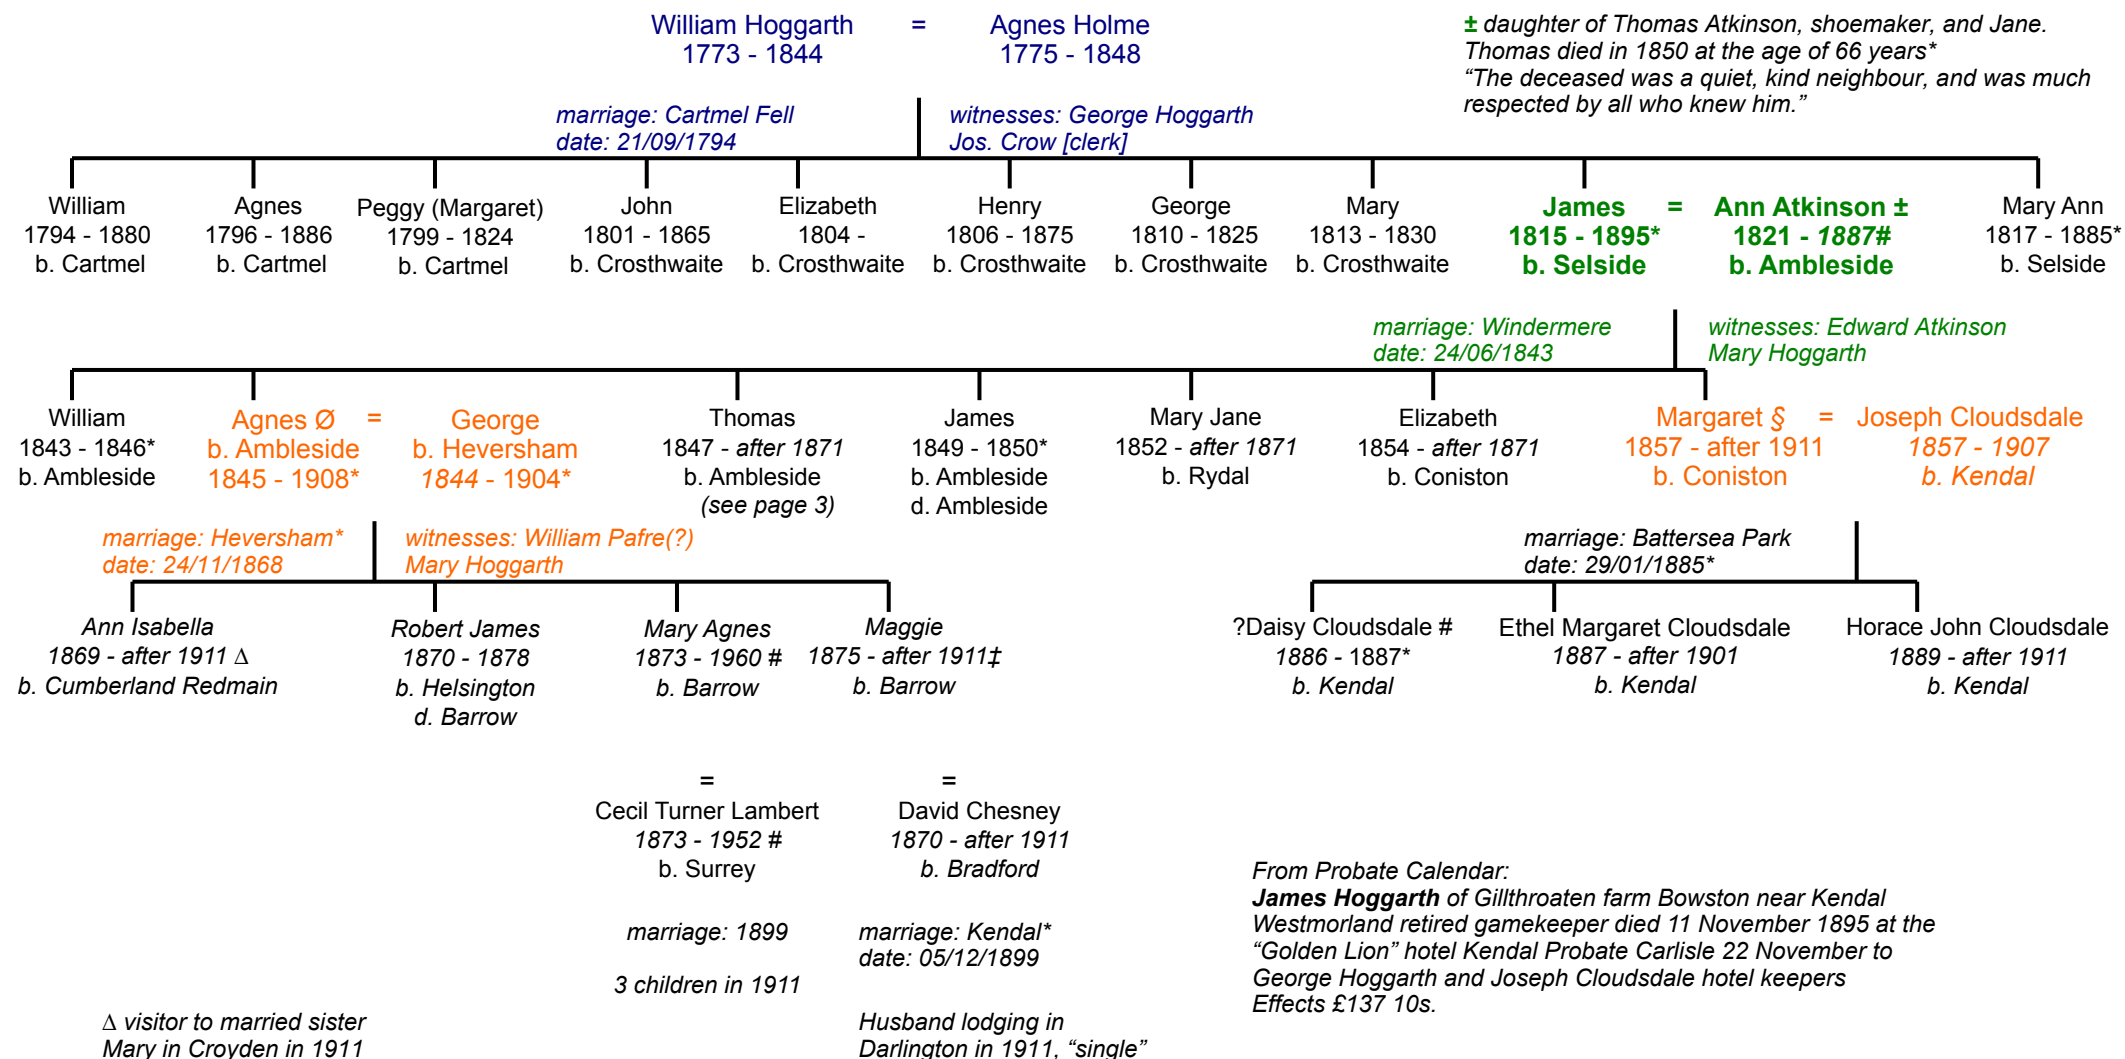 William Hoggarth = Agnes Holme
1773 - 1844 1775 - 1848
± daughter of Thomas Atkinson, shoemaker, and Jane.
Thomas died in 1850 at the age of 66 years*
“The deceased was a quiet, kind neighbour, and was much
respected by all who knew him.”
marriage: Cartmel Fell
date: 21/09/1794
witnesses: George Hoggarth
Jos. Crow [clerk]
William
1794 - 1880
b. Cartmel
Agnes
1796 - 1886
b. Cartmel
Peggy (Margaret)
1799 - 1824
b. Cartmel
John
1801 - 1865
b. Crosthwaite
Elizabeth
1804 -
b. Crosthwaite
Henry
1806 - 1875
b. Crosthwaite
George
1810 - 1825
b. Crosthwaite
Mary
1813 - 1830
b. Crosthwaite
James = Ann Atkinson ±
1815 - 1895* 1821 - 1887#
b. Selside b. Ambleside
Mary Ann
1817 - 1885*
b. Selside
marriage: Windermere
date: 24/06/1843
witnesses: Edward Atkinson
Mary Hoggarth
William
1843 - 1846*
b. Ambleside
Agnes Ø = George
b. Ambleside b. Heversham
1845 - 1908* 1844 - 1904*
Thomas
1847 - after 1871
b. Ambleside
(see page 3)
James
1849 - 1850*
b. Ambleside
d. Ambleside
Mary Jane
1852 - after 1871
b. Rydal
Elizabeth
1854 - after 1871
b. Coniston
Margaret § = Joseph Cloudsdale
1857 - after 1911 1857 - 1907
b. Coniston b. Kendal
marriage: Heversham*
date: 24/11/1868
witnesses: William Pafre(?)
Mary Hoggarth
marriage: Battersea Park
date: 29/01/1885*
Ann Isabella
1869 - after 1911 Δ
b. Cumberland Redmain
Robert James
1870 - 1878
b. Helsington
d. Barrow
Mary Agnes
1873 - 1960 #
b. Barrow
Maggie
1875 - after 1911‡
b. Barrow
?Daisy Cloudsdale #
1886 - 1887*
b. Kendal
Ethel Margaret Cloudsdale
1887 - after 1901
b. Kendal
Horace John Cloudsdale
1889 - after 1911
b. Kendal
=
Cecil Turner Lambert
1873 - 1952 #
b. Surrey
marriage: 1899
3 children in 1911
=
David Chesney
1870 - after 1911
b. Bradford
marriage: Kendal*
date: 05/12/1899
Husband lodging in
Darlington in 1911, “single”
From Probate Calendar:
James Hoggarth of Gillthroaten farm Bowston near Kendal
Westmorland retired gamekeeper died 11 November 1895 at the
“Golden Lion” hotel Kendal Probate Carlisle 22 November to
George Hoggarth and Joseph Cloudsdale hotel keepers
Effects £137 10s.
Δ visitor to married sister
Mary in Croyden in 1911